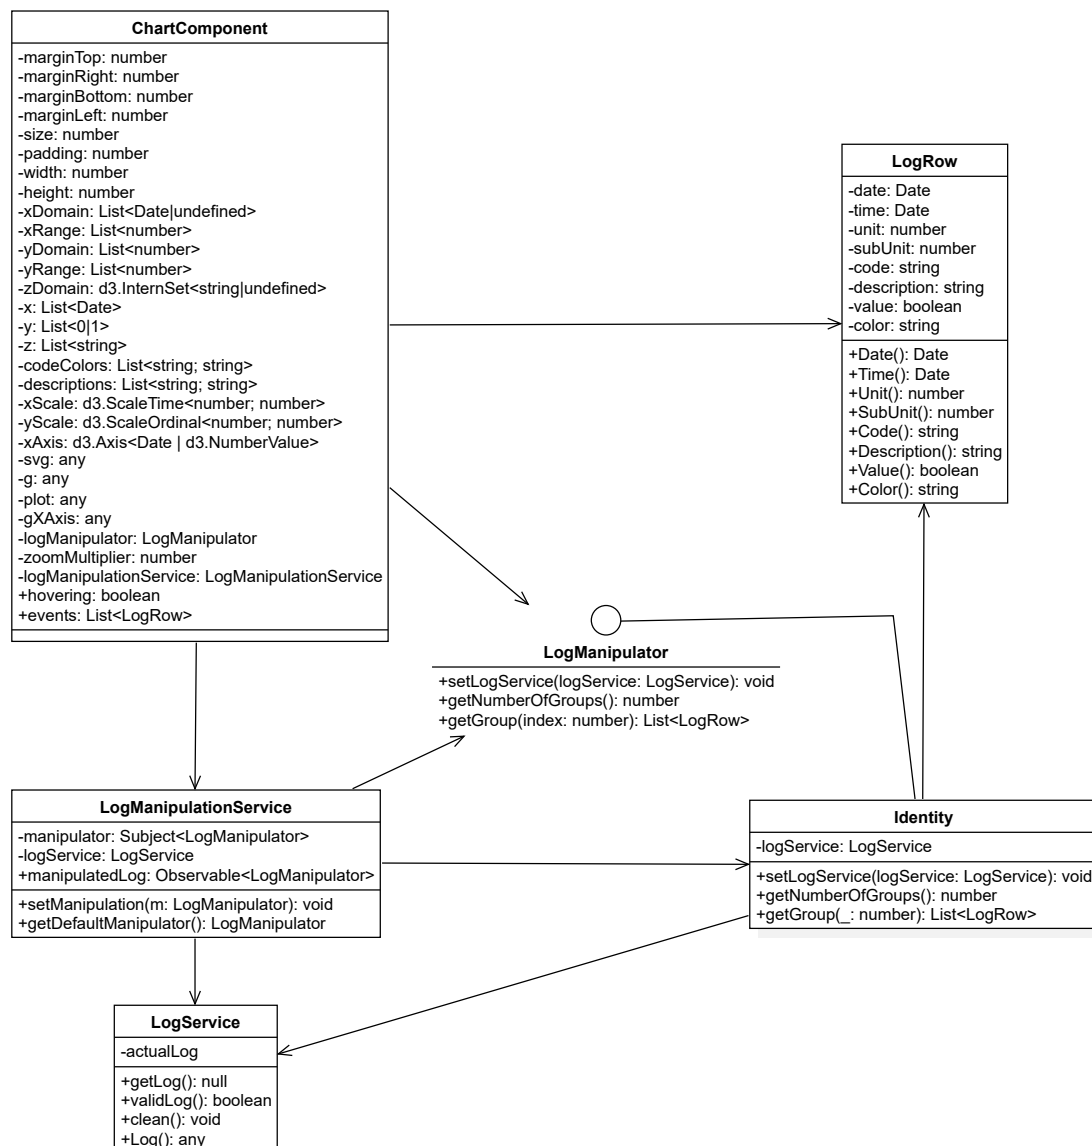 ChartComponent
-marginTop: number
-marginRight: number
-marginBottom: number
-marginLeft: number
-size: number
-padding: number
-width: number
-height: number
-xDomain: List<Date|undefined>
-xRange: List<number>
-yDomain: List<number>
-yRange: List<number>
-zDomain: d3.InternSet<string|undefined>
-x: List<Date>
-y: List<0|1>
-z: List<string>
-codeColors: List<string; string>
-descriptions: List<string; string>
-xScale: d3.ScaleTime<number; number>
-yScale: d3.ScaleOrdinal<number; number>
-xAxis: d3.Axis<Date | d3.NumberValue>
-svg: any
-g: any
-plot: any
-gXAxis: any
-logManipulator: LogManipulator
-zoomMultiplier: number
-logManipulationService: LogManipulationService
+hovering: boolean
+events: List<LogRow>
LogRow
-date: Date
-time: Date
-unit: number
-subUnit: number
-code: string
-description: string
-value: boolean
-color: string
+Date(): Date
+Time(): Date
+Unit(): number
+SubUnit(): number
+Code(): string
+Description(): string
+Value(): boolean
+Color(): string
LogManipulator
+setLogService(logService: LogService): void
+getNumberOfGroups(): number
+getGroup(index: number): List<LogRow>
LogManipulationService
-manipulator: Subject<LogManipulator>
-logService: LogService
+manipulatedLog: Observable<LogManipulator>
+setManipulation(m: LogManipulator): void
+getDefaultManipulator(): LogManipulator
Identity
-logService: LogService
+setLogService(logService: LogService): void
+getNumberOfGroups(): number
+getGroup(_: number): List<LogRow>
LogService
-actualLog
+getLog(): null
+validLog(): boolean
+clean(): void
+Log(): any